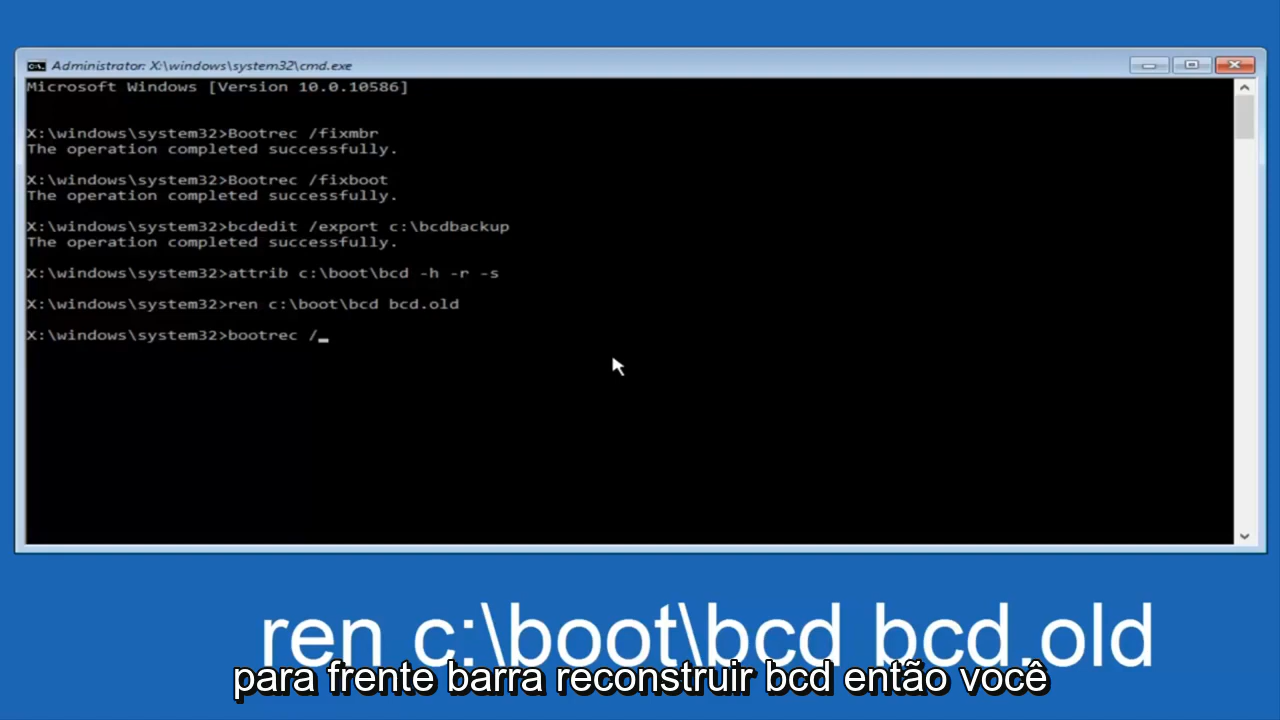 Administrator: X:\windows\system32\cmd.exe
Microsoft Windows [Version 10.0.10586]
X:\windows\system32>Bootrec /fixmbr
The operation completed successfully.
X:\windows\system32>Bootrec /fixboot
The operation completed successfully.
X:\windows\system32>bcdedit /export c:\bcdbackup
The operation completed successfully.
X:\windows\system32>attrib c:\boot\bcd -h -r -s
X:\windows\system32>ren c:\boot\bcd bcd.old
X:\windows\system32>bootrec /_
ren c:\boot\bcd bcd.old
para frente barra reconstruir bcd então você